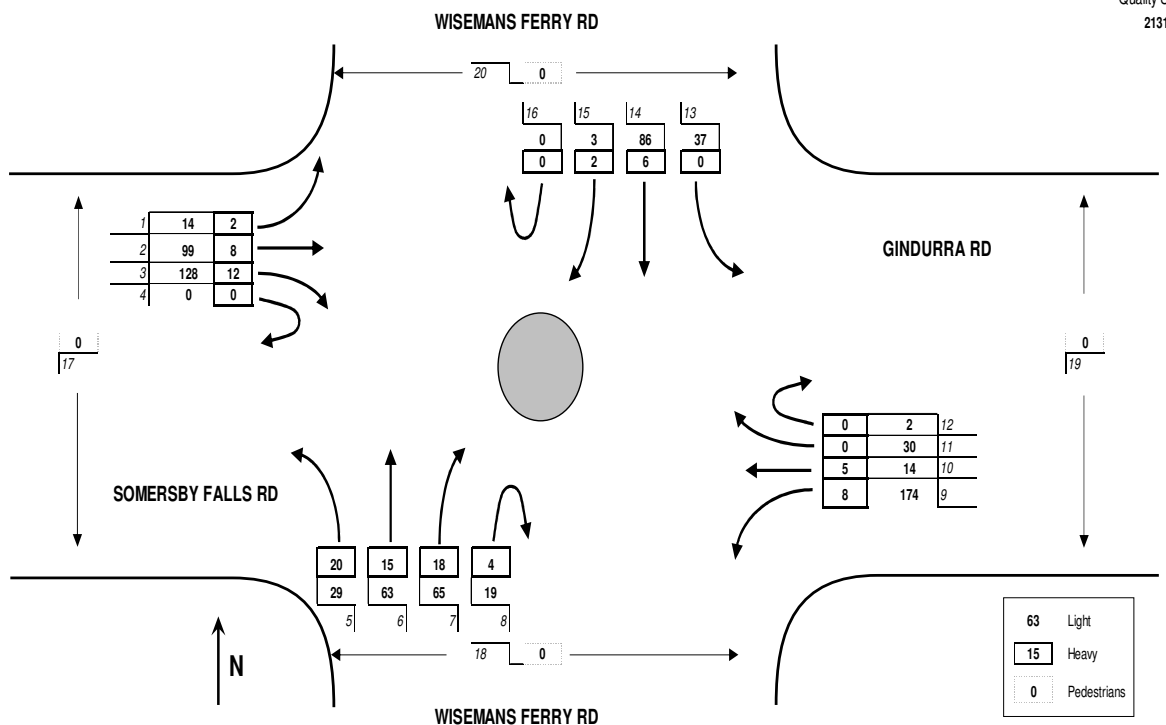 Quality
2131
WISEMANS FERRY RD
20 0
16 15 14 13
0 3 86 37
0 2 6 0
1 14 2
2 99 8
3 128 12
4 0 0
GINDURRA RD
0
17
0
19
0 2 12
0 30 11
5 14 10
8 174 9
SOMERSBY FALLS RD
20 15 18 4
29 63 65 19
5 6 7 8
18 0
N
WISEMANS FERRY RD
63 Light
15 Heavy
0 Pedestrians